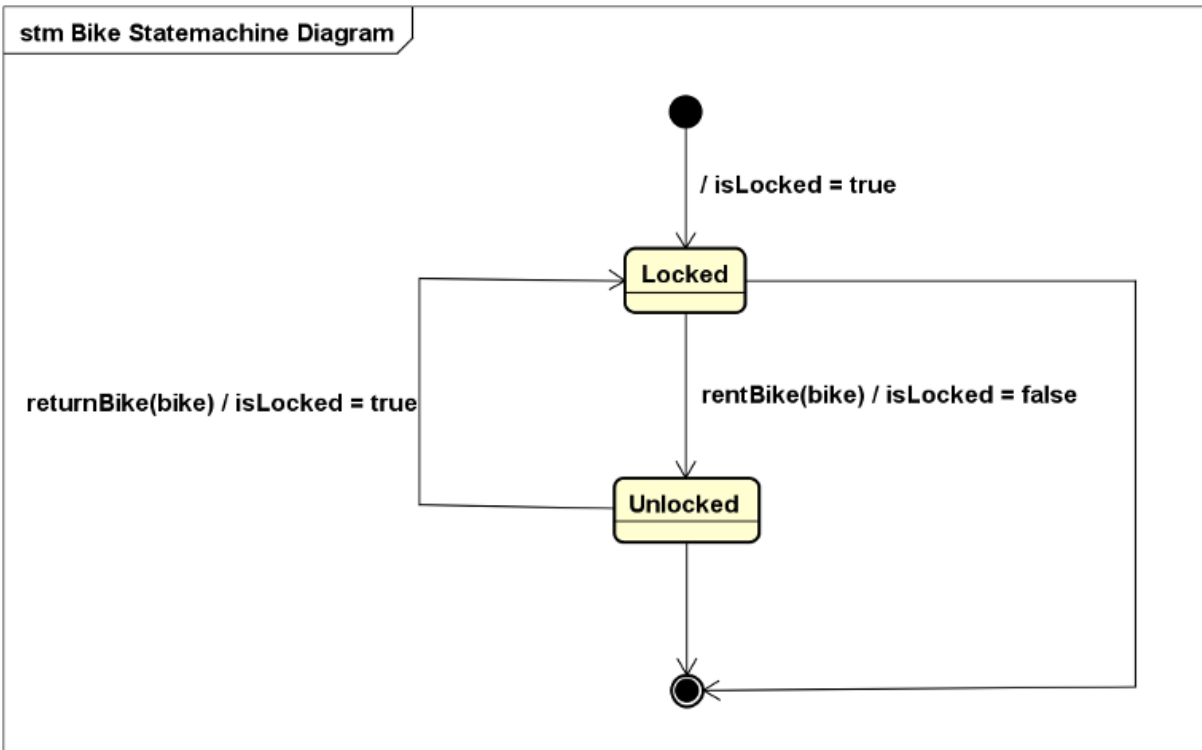 stm Bike Statemachine Diagram
/ isLocked = true
Locked
returnBike(bike) / isLocked = true
rentBike(bike) / isLocked = false
Unlocked